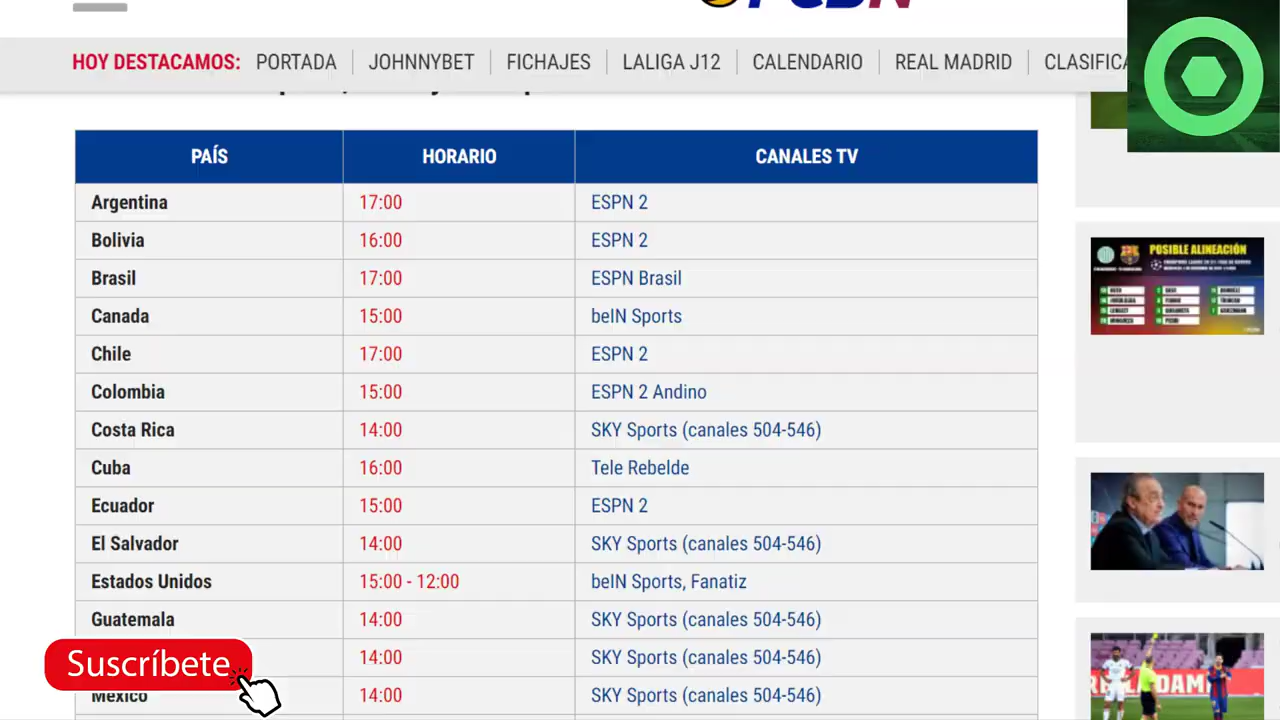 HOY DESTACAMOS: PORTADA JOHNNYBET FICHAJES LALIGA J12 CALENDARIO REAL MADRID CLASIFICA
PAÍS HORARIO CANALES TV
Argentina 17:00 ESPN 2
Bolivia 16:00 ESPN 2
Brasil 17:00 ESPN Brasil
Canada 15:00 beIN Sports
Chile 17:00 ESPN 2
Colombia 15:00 ESPN 2 Andino
Costa Rica 14:00 SKY Sports (canales 504-546)
Cuba 16:00 Tele Rebelde
Ecuador 15:00 ESPN 2
El Salvador 14:00 SKY Sports (canales 504-546)
Estados Unidos 15:00 - 12:00 beIN Sports, Fanatiz
Guatemala 14:00 SKY Sports (canales 504-546)
14:00 SKY Sports (canales 504-546)
México 14:00 SKY Sports (canales 504-546)
Suscríbete
POSIBLE ALINEACIÓN